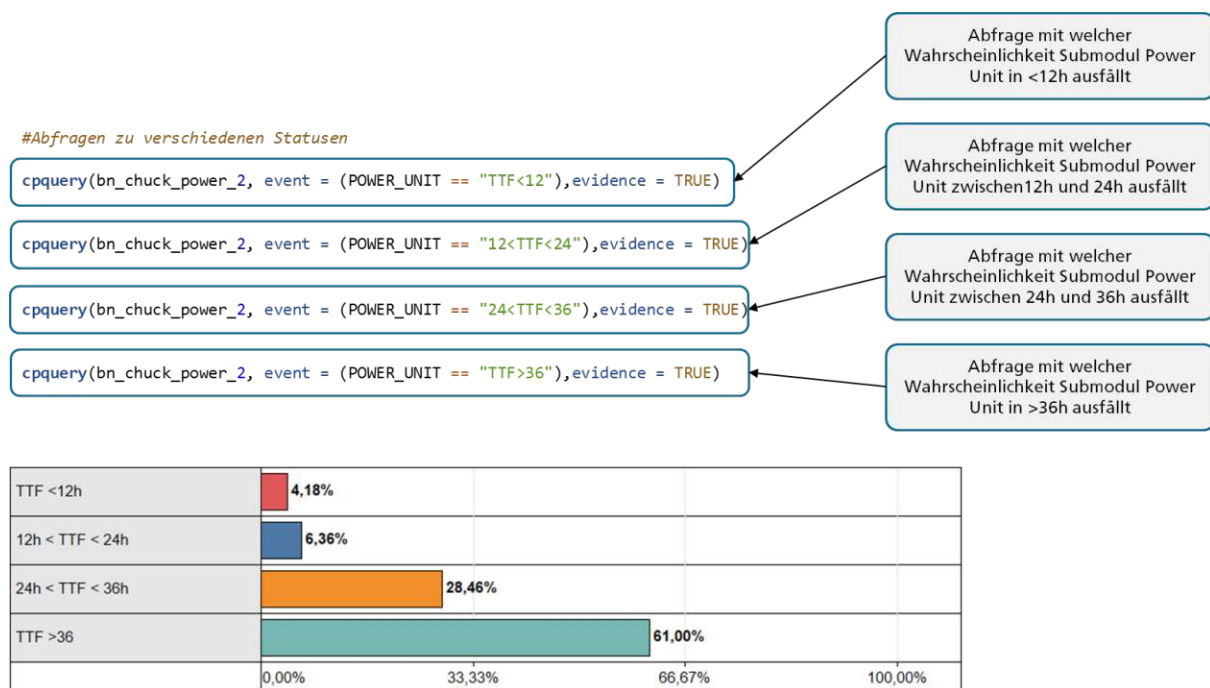 Abfrage mit welcher
Wahrscheinlichkeit Submodul Power
Unit in <12h ausfällt
#Abfragen zu verschiedenen Statusen
cpquery(bn_chuck_power_2, event = (POWER_UNIT == "TTF<12"),evidence = TRUE)
Abfrage mit welcher
Wahrscheinlichkeit Submodul Power
Unit zwischen12h und 24h ausfällt
cpquery(bn_chuck_power_2, event = (POWER_UNIT == "12<TTF<24"),evidence = TRUE)
Abfrage mit welcher
Wahrscheinlichkeit Submodul Power
Unit zwischen 24h und 36h ausfällt
cpquery(bn_chuck_power_2, event = (POWER_UNIT == "24<TTF<36"),evidence = TRUE)
Abfrage mit welcher
Wahrscheinlichkeit Submodul Power
Unit in >36h ausfällt
cpquery(bn_chuck_power_2, event = (POWER_UNIT == "TTF>36"),evidence = TRUE)
TTF <12h 4,18%
12h < TTF < 24h 6,36%
24h < TTF < 36h 28,46%
TTF >36 61,00%
0,00% 33,33% 66,67% 100,00%